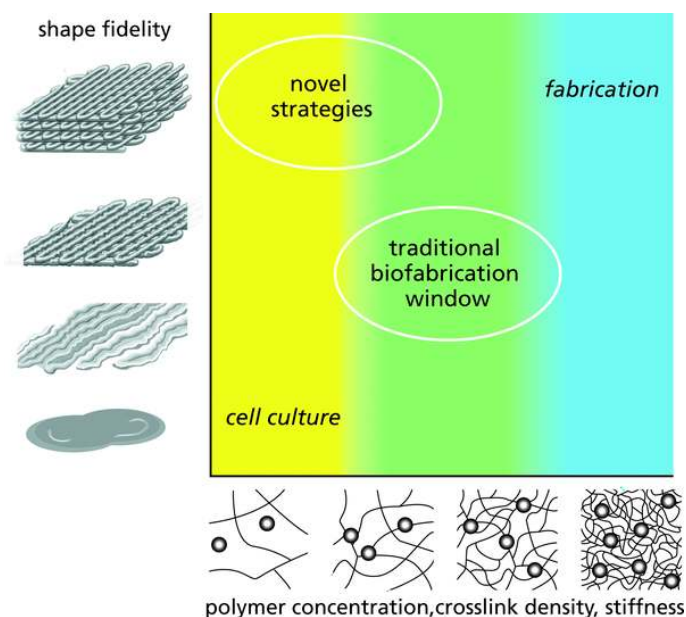 shape fidelity
novel
strategies
fabrication
traditional
biofabrication
window
cell culture
polymer concentration,crosslink density, stiffness